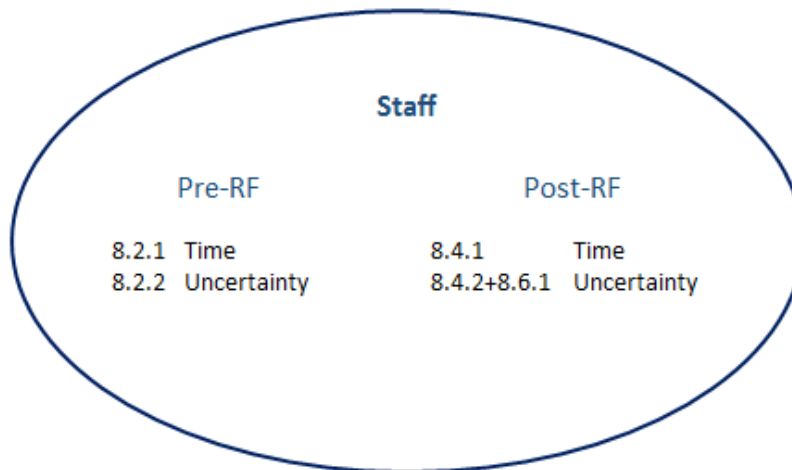 Staff
Pre-RF Post-RF
8.2.1 Time 8.4.1 Time
8.2.2 Uncertainty 8.4.2+8.6.1 Uncertainty